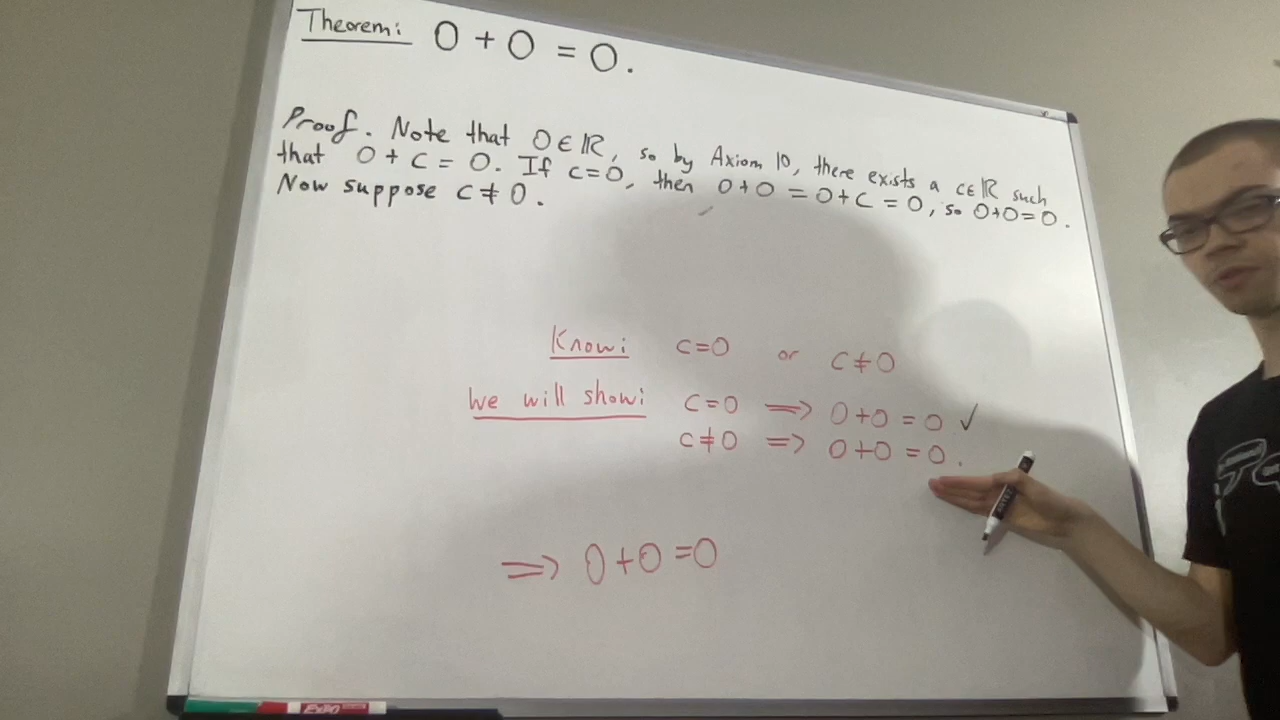 Theorem: 0 + 0 = 0.
Proof. Note that 0 ∈ ℝ, so by Axiom 10, there exists a c∈ℝ such
that 0 + c = 0. If c=0, then 0+0 = 0+c = 0, so 0+0=0.
Now suppose c ≠ 0.
Know: c=0 or c≠0
We will show: c=0 ⟹ 0+0 = 0 ✓
c≠0 ⟹ 0+0 = 0.
⟹ 0+0=0
EXPO